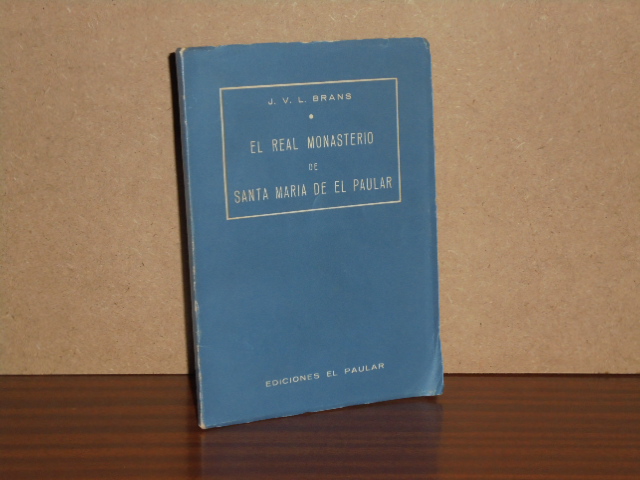 J. V. L. BRANS
EL REAL MONASTERIO
DE
SANTA MARIA DE EL PAULAR
EDICIONES EL PAULAR